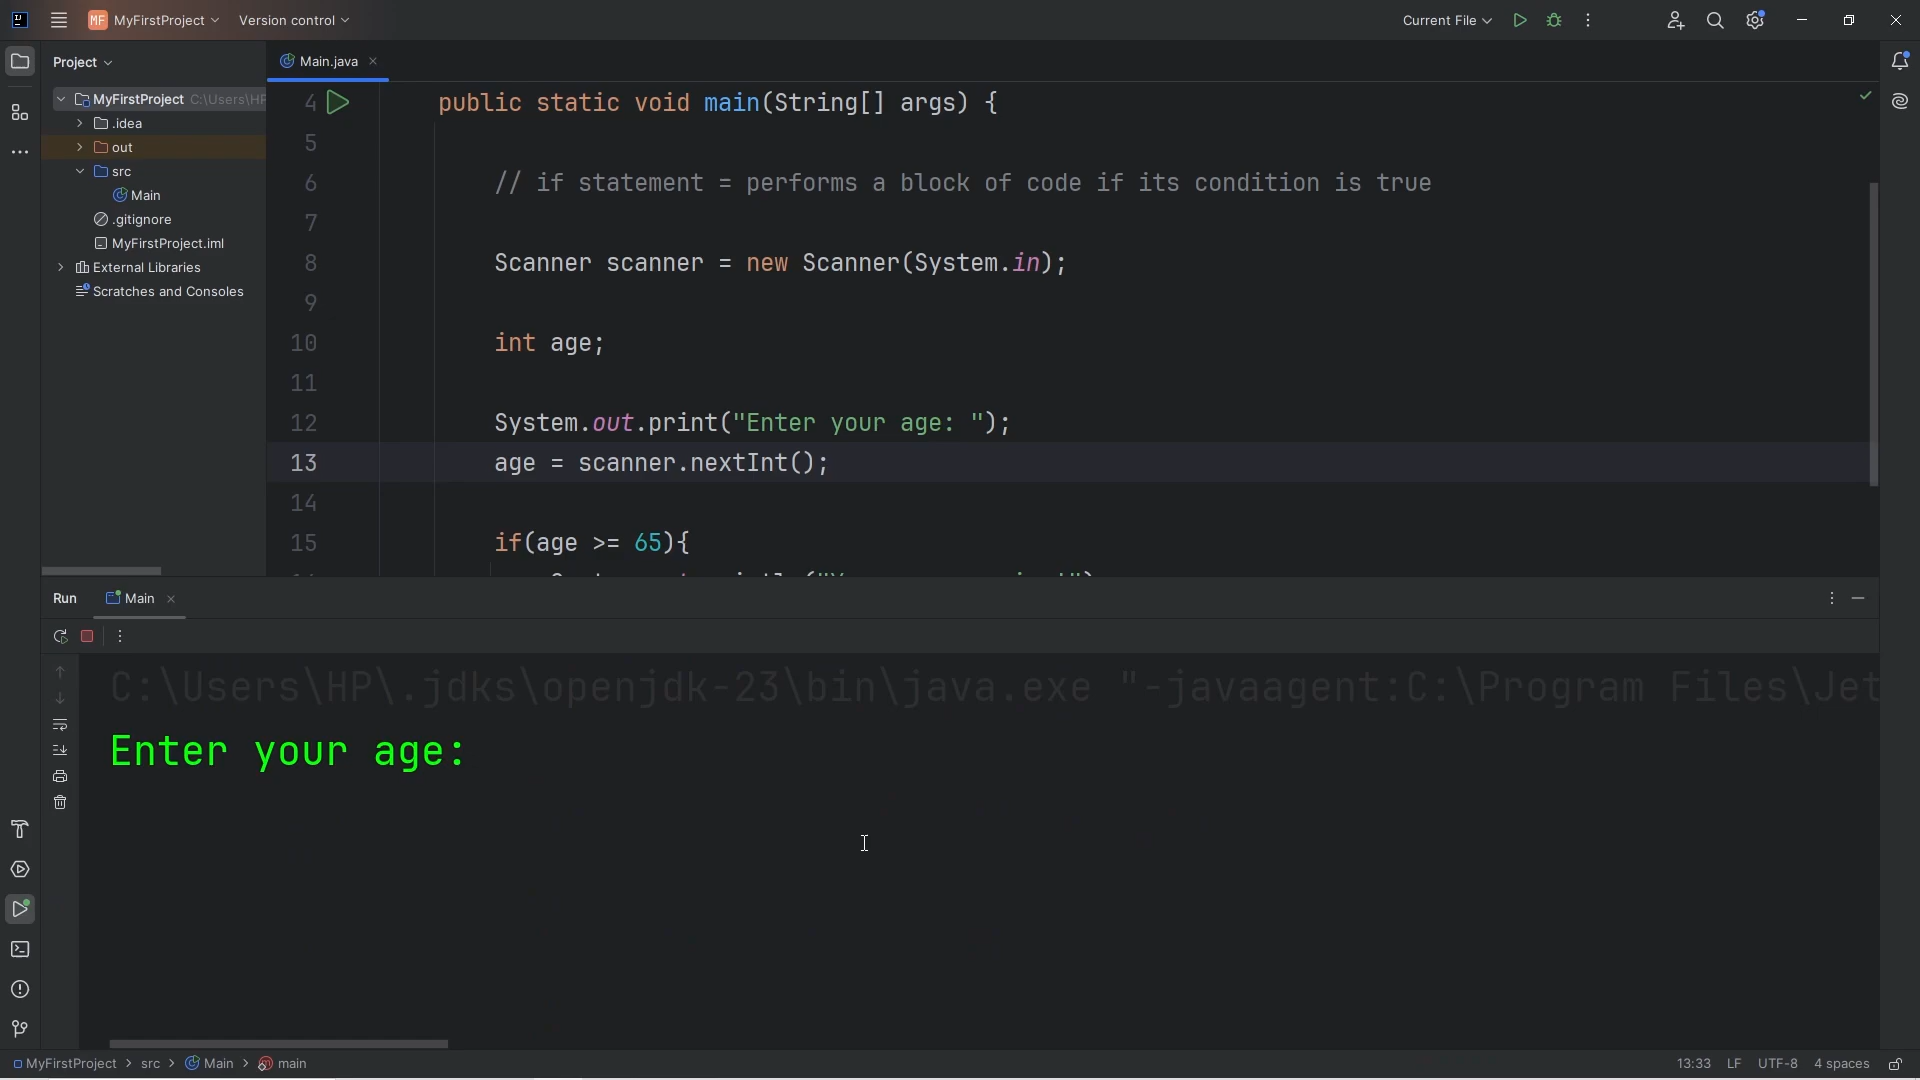 MF MyFirstProject Version control Current File
Project
Main.java
MyFirstProject C:\Users\HP
.idea
out
src
Main
.gitignore
MyFirstProject.iml
External Libraries
Scratches and Consoles
4 public static void main(String[] args) {
5
6 // if statement = performs a block of code if its condition is true
7
8 Scanner scanner = new Scanner(System.in);
9
10 int age;
11
12 System.out.print("Enter your age: ");
13 age = scanner.nextInt();
14
15 if(age >= 65){
Run Main
C:\Users\HP\.jdks\openjdk-23\bin\java.exe "-javaagent:C:\Program Files\Jet
Enter your age:
MyFirstProject > src > Main > main 13:33 LF UTF-8 4 spaces